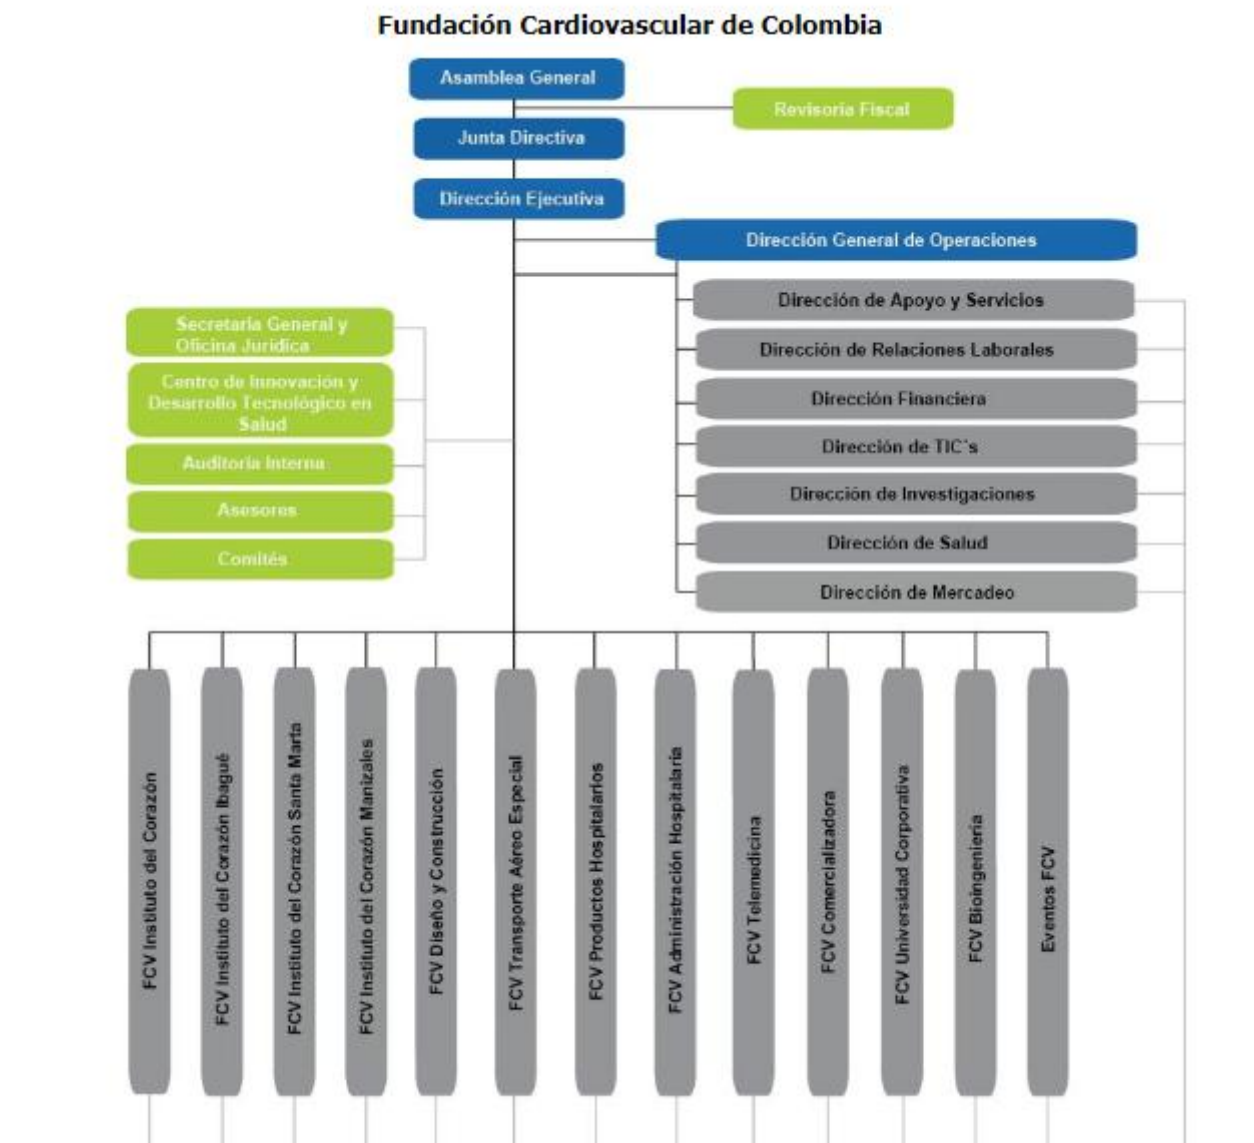 Fundación Cardiovascular de Colombia
Asamblea General
Revisoria Fiscal
Junta Directiva
Dirección Ejecutiva
Dirección General de Operaciones
Dirección de Apoyo y Servicios
Dirección de Relaciones Laborales
Dirección Financiera
Dirección de TIC`s
Dirección de Investigaciones
Dirección de Salud
Dirección de Mercadeo
Secretaria General y
Oficina Juridica
Centro de Innovación y
Desarrollo Tecnológico en
Salud
Auditoria Interna
Asesores
Comités
FCV Instituto del Corazón
FCV Instituto del Corazón Ibagué
FCV Instituto del Corazón Santa Marta
FCV Instituto del Corazón Manizales
FCV Diseño y Construcción
FCV Transporte Aéreo Especial
FCV Productos Hospitalarios
FCV Administración Hospitalaria
FCV Telemedicina
FCV Comercializadora
FCV Universidad Corporativa
FCV Bioingeniería
Eventos FCV